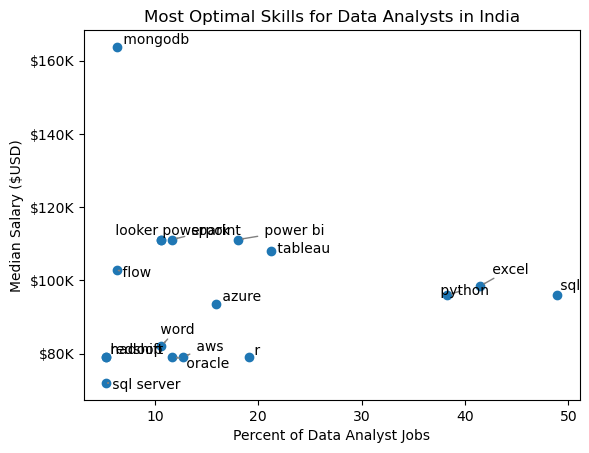 Most Optimal Skills for Data Analysts in India
mongodb
$160K
$140K
$120K
looker powerpoint
spark
power bi
tableau
flow
$100K
excel
python
sql
azure
word
$80K
redshift
hadoop
aws
oracle
r
sql server
10
20
30
40
50
Median Salary ($USD)
Percent of Data Analyst Jobs